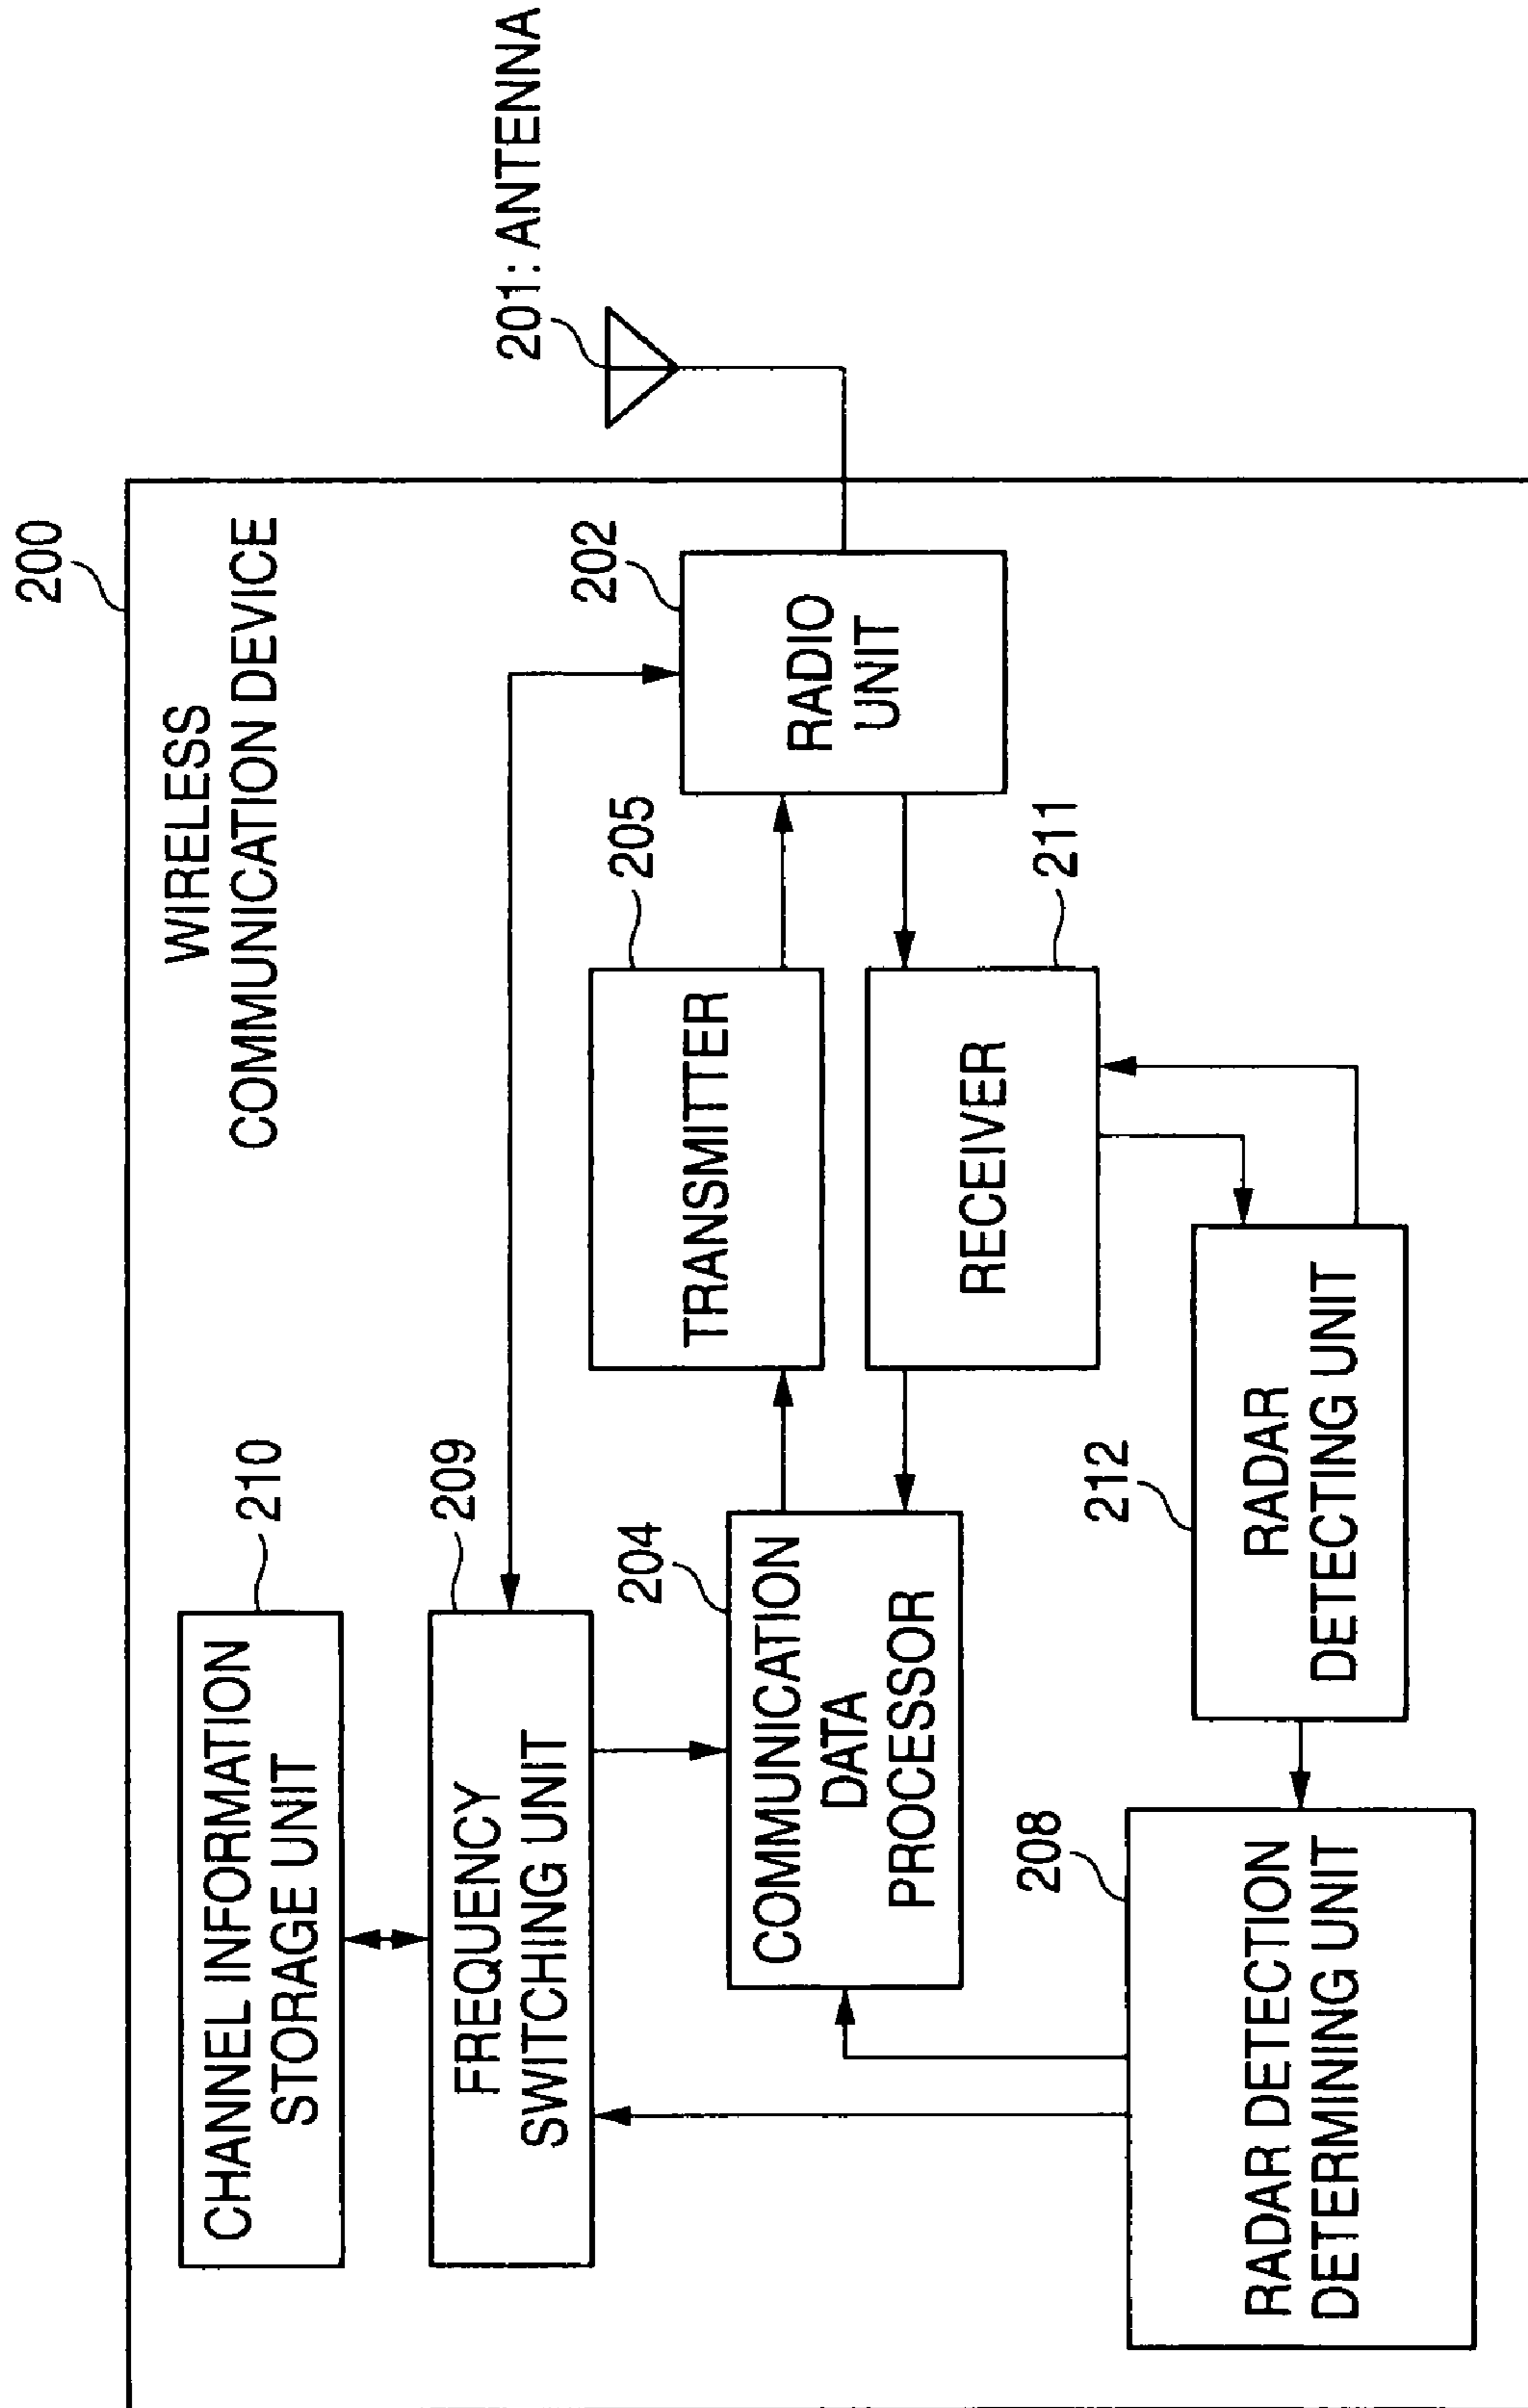 200
WIRELESS
COMMUNICATION DEVICE
201: ANTENNA
210
CHANNEL INFORMATION
STORAGE UNIT
209
FREQUENCY
SWITCHING UNIT
202
RADIO
UNIT
205
TRANSMITTER
204
COMMUNICATION
DATA
PROCESSOR
211
RECEIVER
212
RADAR
DETECTING UNIT
208
RADAR DETECTION
DETERMINING UNIT